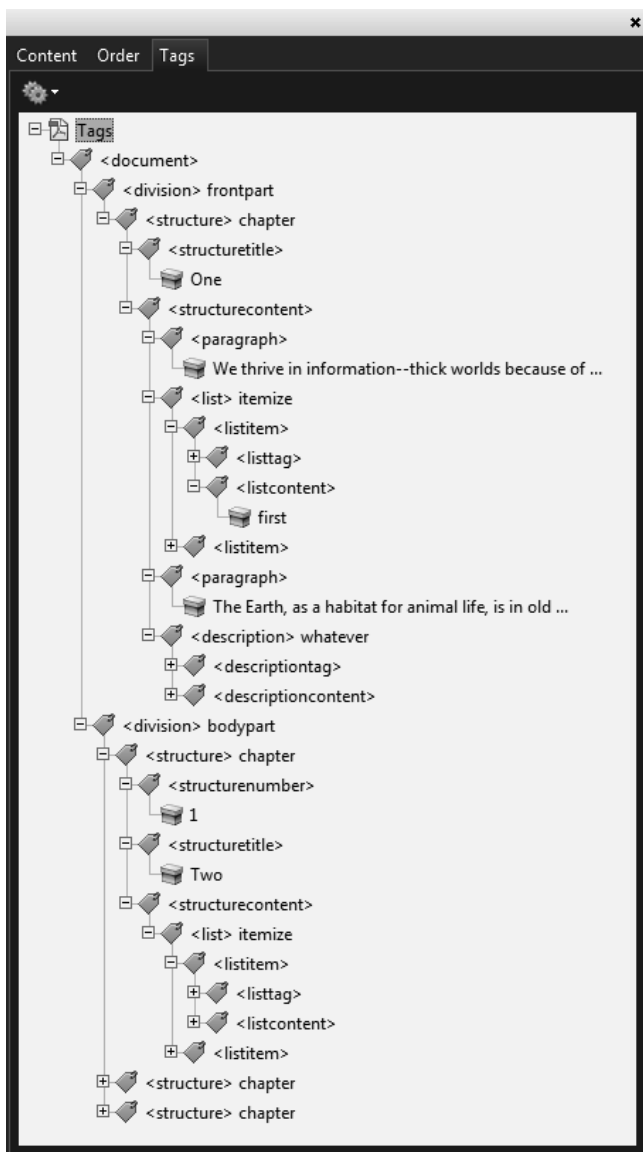 Content Order Tags
Tags
<document>
<division> frontpart
<structure> chapter
<structuretitle>
One
<structurecontent>
<paragraph>
We thrive in information--thick worlds because of ...
<list> itemize
<listitem>
<listtag>
<listcontent>
first
<listitem>
<paragraph>
The Earth, as a habitat for animal life, is in old ...
<description> whatever
<descriptiontag>
<descriptioncontent>
<division> bodypart
<structure> chapter
<structurenumber>
1
<structuretitle>
Two
<structurecontent>
<list> itemize
<listitem>
<listtag>
<listcontent>
<listitem>
<structure> chapter
<structure> chapter